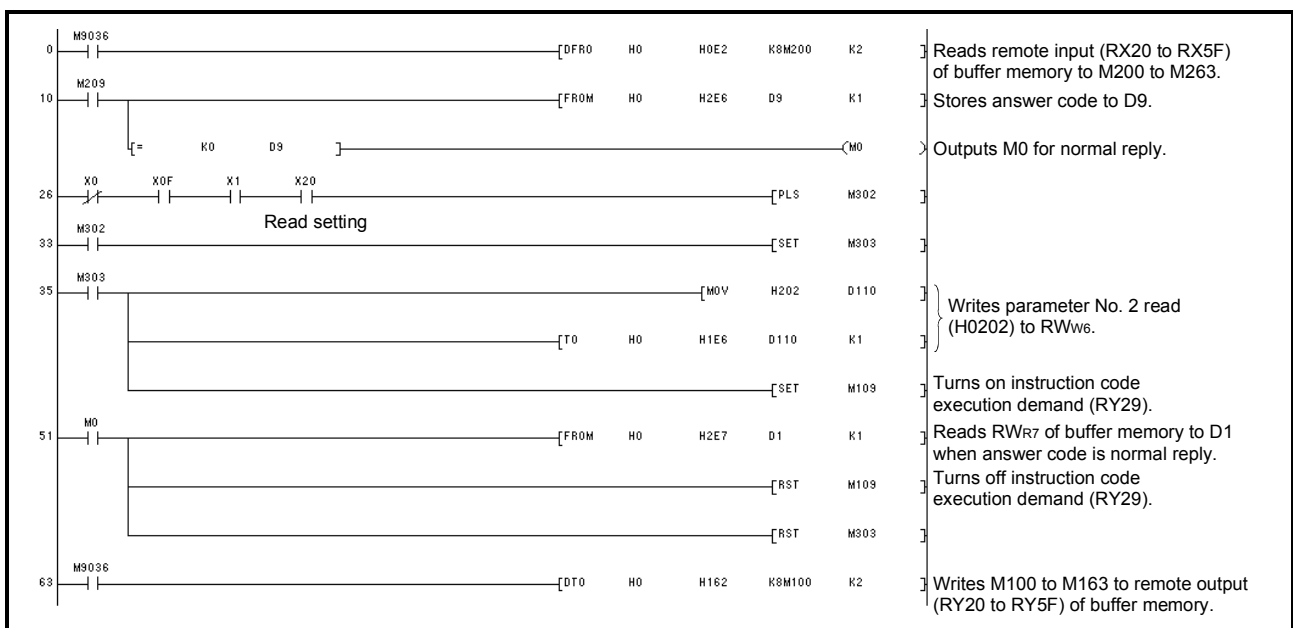 M9036
0 [DFRO H0 H0E2 K8M200 K2 ] Reads remote input (RX20 to RX5F)
of buffer memory to M200 to M263.
M209
10 [FROM H0 H2E6 D9 K1 ] Stores answer code to D9.
[= K0 D9 ] (M0 ) Outputs M0 for normal reply.
X0 X0F X1 X20
26 [PLS M302 ]
Read setting
M302
33 [SET M303 ]
M303
35 [MOV H202 D110 ]
Writes parameter No. 2 read
(H0202) to RWW6.
[TO H0 H1E6 D110 K1 ]
[SET M109 ] Turns on instruction code
execution demand (RY29).
M0
51 [FROM H0 H2E7 D1 K1 ] Reads RWR7 of buffer memory to D1
when answer code is normal reply.
[RST M109 ] Turns off instruction code
execution demand (RY29).
[RST M303 ]
M9036
63 [DTO H0 H162 K8M100 K2 ] Writes M100 to M163 to remote output
(RY20 to RY5F) of buffer memory.